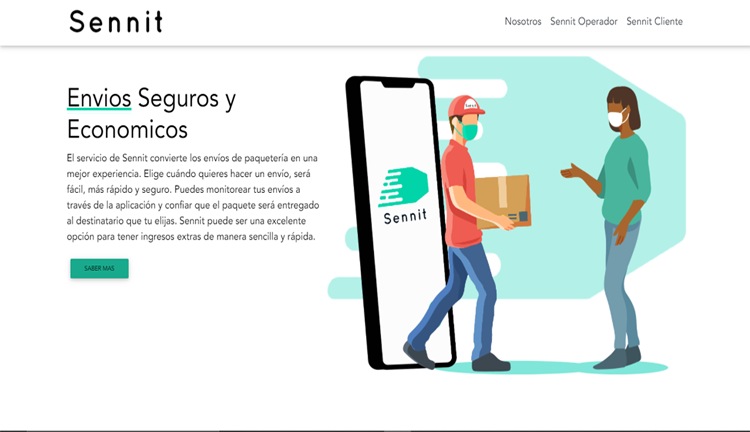 Sennit
Nosotros Sennit Operador Sennit Cliente
Envios Seguros y
Economicos
El servicio de Sennit convierte los envíos de paquetería en una
mejor experiencia. Elige cuándo quieres hacer un envío, será
fácil, más rápido y seguro. Puedes monitorear tus envíos a
través de la aplicación y confiar que el paquete será entregado
al destinatario que tu elijas. Sennit puede ser una excelente
opción para tener ingresos extras de manera sencilla y rápida.
SABER MAS
Sennit
Sennit